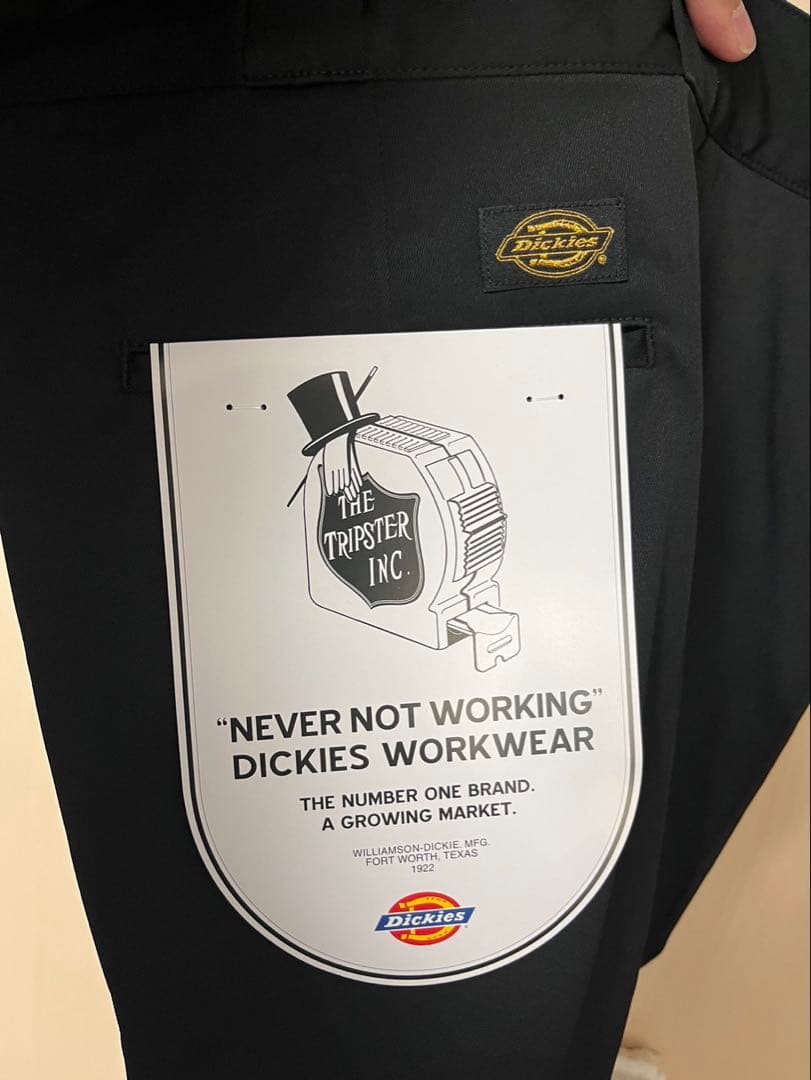 Dickies
THE
TRIPSTER
INC.
“NEVER NOT WORKING”
DICKIES WORKWEAR
THE NUMBER ONE BRAND.
A GROWING MARKET.
WILLIAMSON-DICKIE. MFG.
FORT WORTH, TEXAS
1922
Dickies